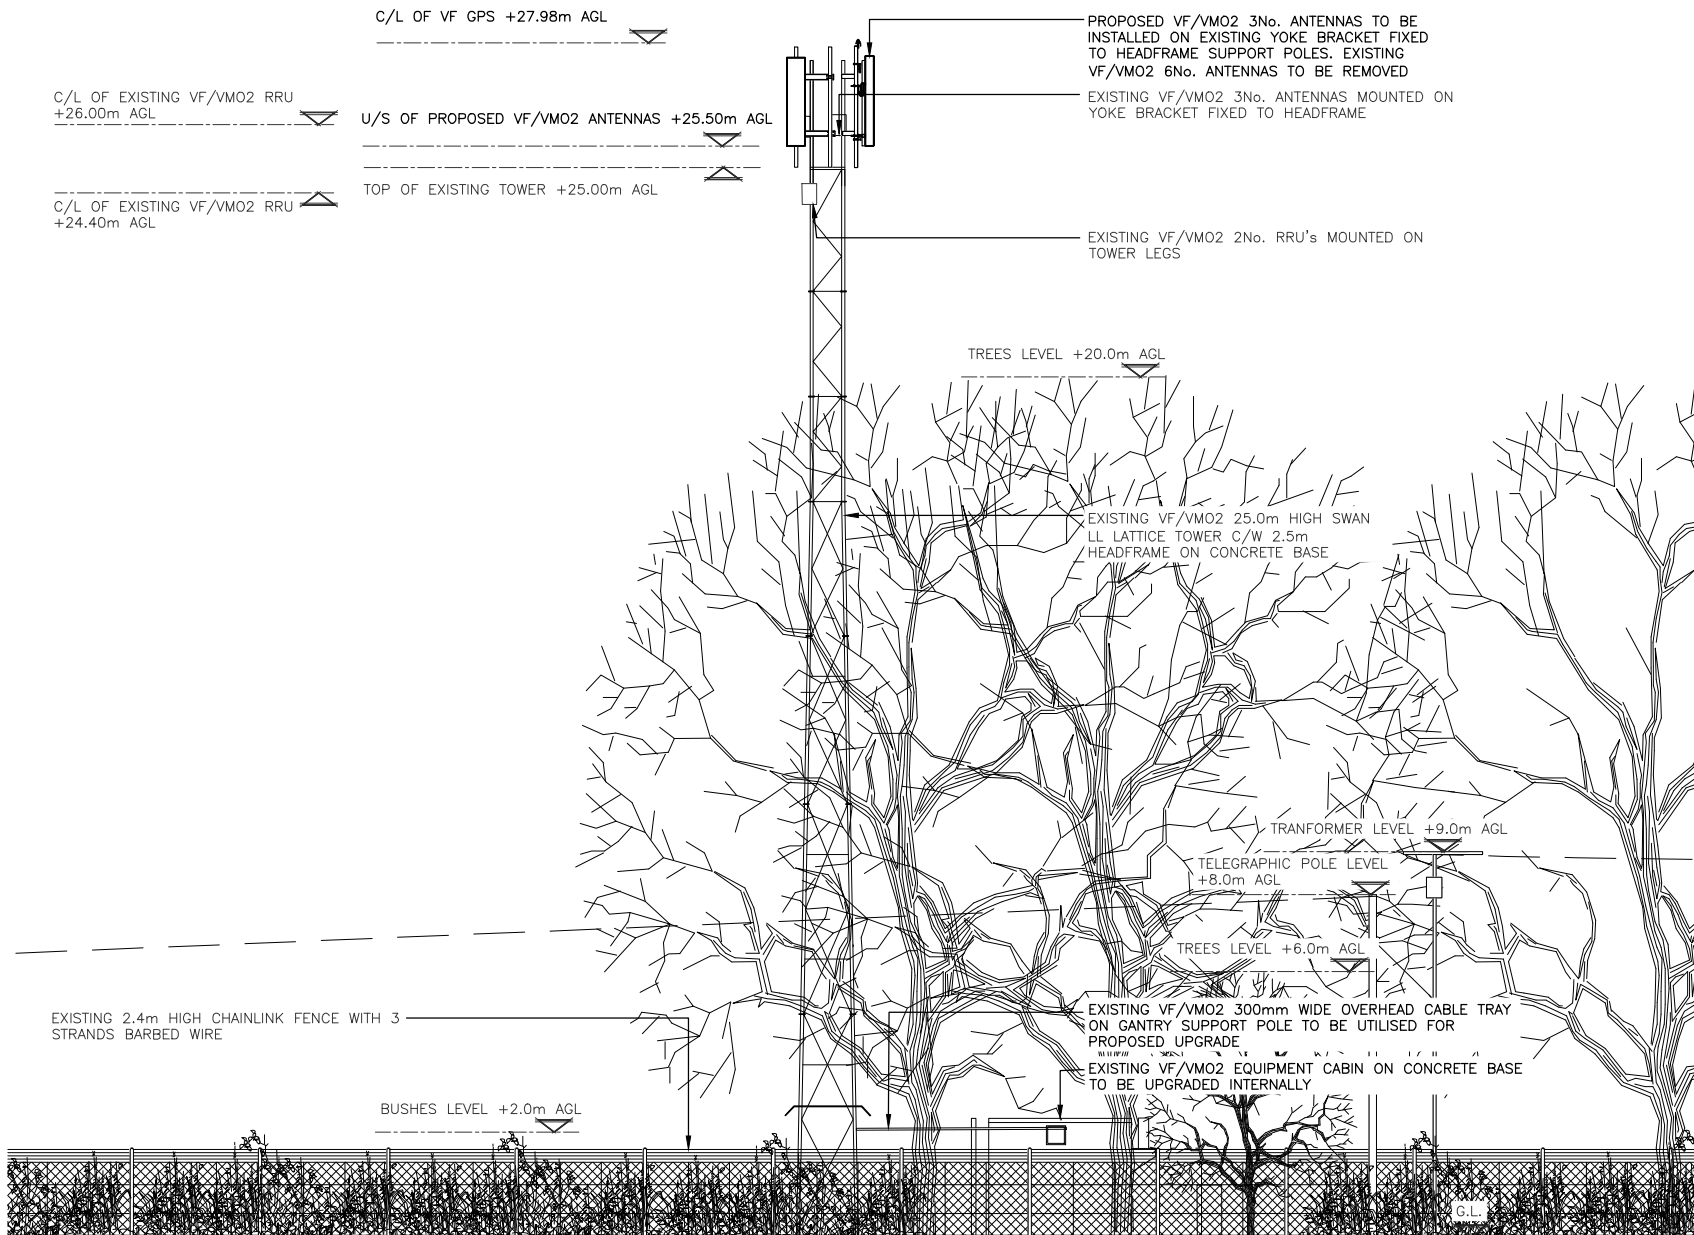 C/L OF VF GPS +27.98m AGL
PROPOSED VF/VMO2 3No. ANTENNAS TO BE
INSTALLED ON EXISTING YOKE BRACKET FIXED
TO HEADFRAME SUPPORT POLES. EXISTING
VF/VMO2 6No. ANTENNAS TO BE REMOVED
C/L OF EXISTING VF/VMO2 RRU
+26.00m AGL
U/S OF PROPOSED VF/VMO2 ANTENNAS +25.50m AGL
EXISTING VF/VMO2 3No. ANTENNAS MOUNTED ON
YOKE BRACKET FIXED TO HEADFRAME
TOP OF EXISTING TOWER +25.00m AGL
C/L OF EXISTING VF/VMO2 RRU
+24.40m AGL
EXISTING VF/VMO2 2No. RRU's MOUNTED ON
TOWER LEGS
TREES LEVEL +20.0m AGL
EXISTING VF/VMO2 25.0m HIGH SWAN
LL LATTICE TOWER C/W 2.5m
HEADFRAME ON CONCRETE BASE
TRANFORMER LEVEL +9.0m AGL
TELEGRAPHIC POLE LEVEL
+8.0m AGL
TREES LEVEL +6.0m AGL
EXISTING 2.4m HIGH CHAINLINK FENCE WITH 3
STRANDS BARBED WIRE
EXISTING VF/VMO2 300mm WIDE OVERHEAD CABLE TRAY
ON GANTRY SUPPORT POLE TO BE UTILISED FOR
PROPOSED UPGRADE
EXISTING VF/VMO2 EQUIPMENT CABIN ON CONCRETE BASE
TO BE UPGRADED INTERNALLY
BUSHES LEVEL +2.0m AGL
G.L.